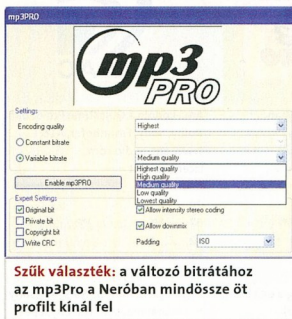 mp3PRO
mp3
PRO
Settings
Encoding quality
Highest
Constant bitrate
Variable bitrate
Medium quality
Highest quality
High quality
Medium quality
Low quality
Lowest quality
Enable mp3PRO
Expert Settings
Original bit
Allow intensity stereo coding
Private bit
Allow downmix
Copyright bit
Write CRC
Padding
ISO
Szűk választék: a változó bitrátához
az mp3Pro a Neróban mindössze öt
profilt kínál fel